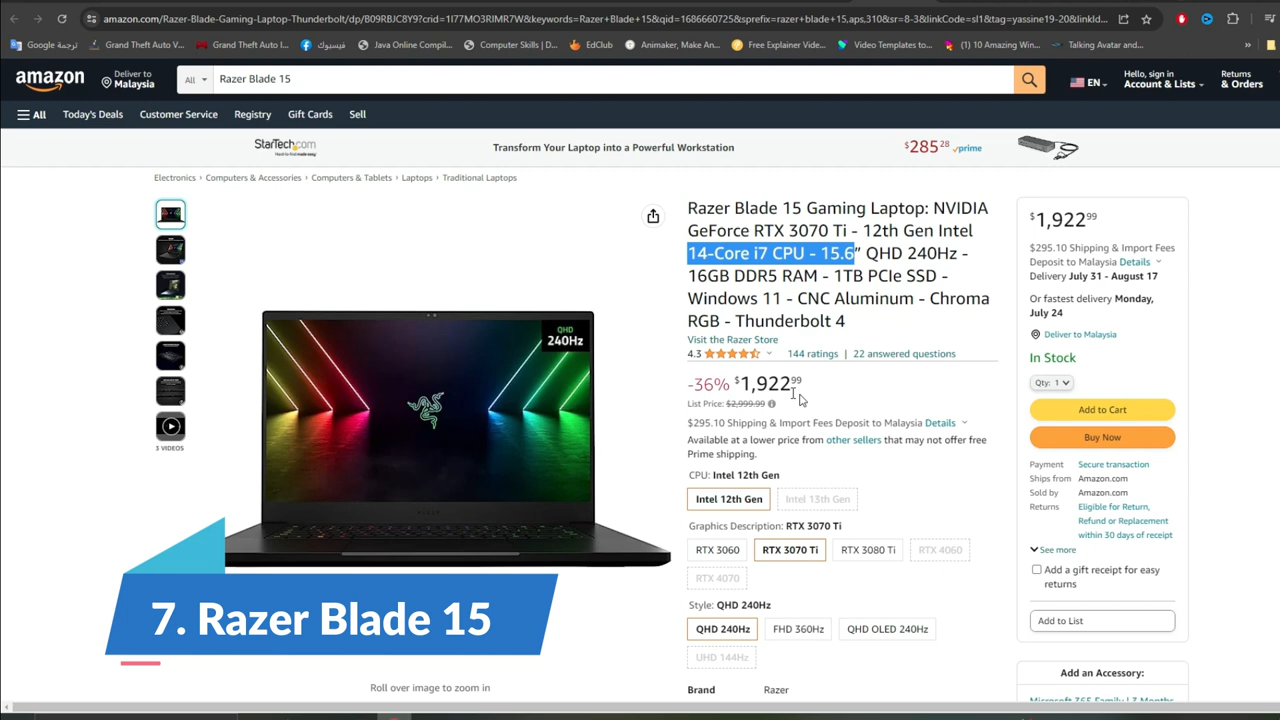 amazon.com/Razer-Blade-Gaming-Laptop-Thunderbolt/dp/B09RBJC8Y9?crid=1I77MO3RIMR7W&keywords=Razer+Blade+15&qid=1686660725&sprefix=razer+blade+15,aps,310&sr=8-3&linkCode=sl1&tag=yassine19-20&linkId...
ترجمة Google
Grand Theft Auto V...
Grand Theft Auto I...
فيسبوك
Java Online Compil...
Computer Skills | D...
EdClub
Animaker, Make An...
Free Explainer Vide...
Video Templates to...
(1) 10 Amazing Win...
Talking Avatar and...
amazon
Deliver to
Malaysia
All
Razer Blade 15
EN
Hello, sign in
Account & Lists
Returns
& Orders
All
Today's Deals
Customer Service
Registry
Gift Cards
Sell
StarTech.com
Transform Your Laptop into a Powerful Workstation
$285.28 prime
Electronics › Computers & Accessories › Computers & Tablets › Laptops › Traditional Laptops
3 VIDEOS
QHD
240Hz
Roll over image to zoom in
7. Razer Blade 15
Razer Blade 15 Gaming Laptop: NVIDIA
GeForce RTX 3070 Ti - 12th Gen Intel
14-Core i7 CPU - 15.6” QHD 240Hz -
16GB DDR5 RAM - 1TB PCIe SSD -
Windows 11 - CNC Aluminum - Chroma
RGB - Thunderbolt 4
Visit the Razer Store
4.3 144 ratings | 22 answered questions
-36% $1,922 99
List Price: $2,999.99
$295.10 Shipping & Import Fees Deposit to Malaysia Details
Available at a lower price from other sellers that may not offer free
Prime shipping.
CPU: Intel 12th Gen
Intel 12th Gen
Intel 13th Gen
Graphics Description: RTX 3070 Ti
RTX 3060
RTX 3070 Ti
RTX 3080 Ti
RTX 4060
RTX 4070
Style: QHD 240Hz
QHD 240Hz
FHD 360Hz
QHD OLED 240Hz
UHD 144Hz
Brand Razer
$1,922 99
$295.10 Shipping & Import Fees
Deposit to Malaysia Details
Delivery July 31 - August 17
Or fastest delivery Monday,
July 24
Deliver to Malaysia
In Stock
Qty: 1
Add to Cart
Buy Now
Payment Secure transaction
Ships from Amazon.com
Sold by Amazon.com
Returns Eligible for Return,
Refund or Replacement
within 30 days of receipt
See more
Add a gift receipt for easy
returns
Add to List
Add an Accessory:
Microsoft 365 Family | 3 Months